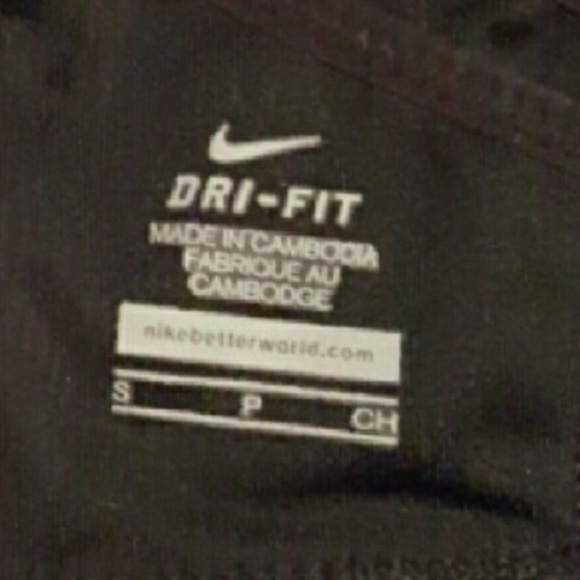 DRI-FIT
MADE IN CAMBODIA
FABRIQUE AU
CAMBODGE
nikebetterworld.com
S P CH